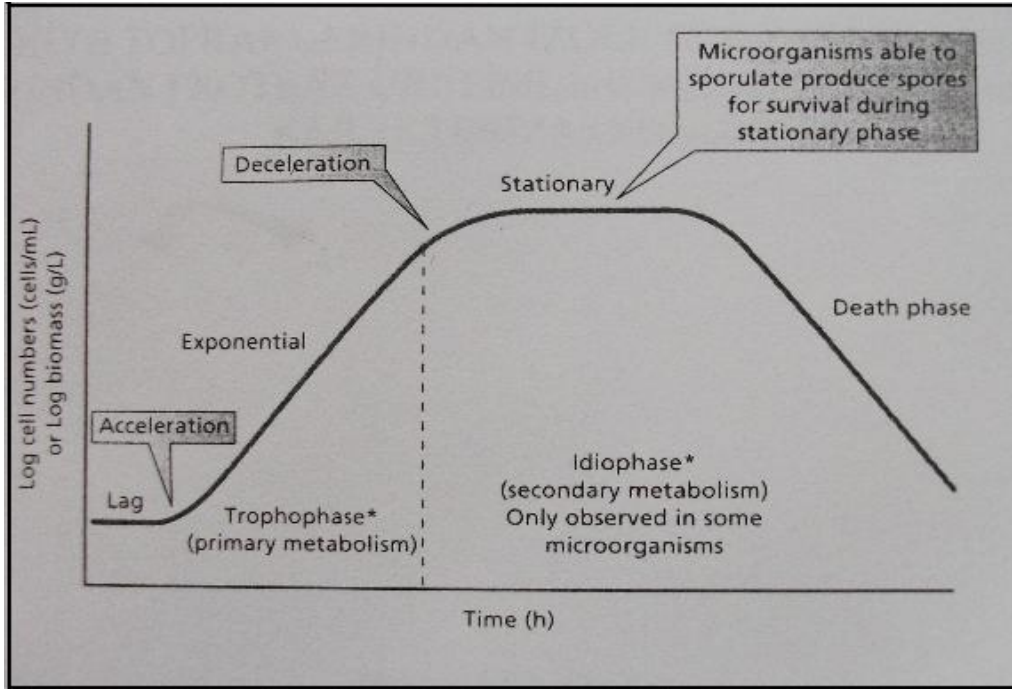 Microorganisms able to
sporulate produce spores
for survival during
stationary phase
Deceleration
Stationary
Log cell numbers (cells/mL)
or Log biomass (g/L)
Exponential
Death phase
Acceleration
Lag
Trophophase*
(primary metabolism)
Idiophase*
(secondary metabolism)
Only observed in some
microorganisms
Time (h)